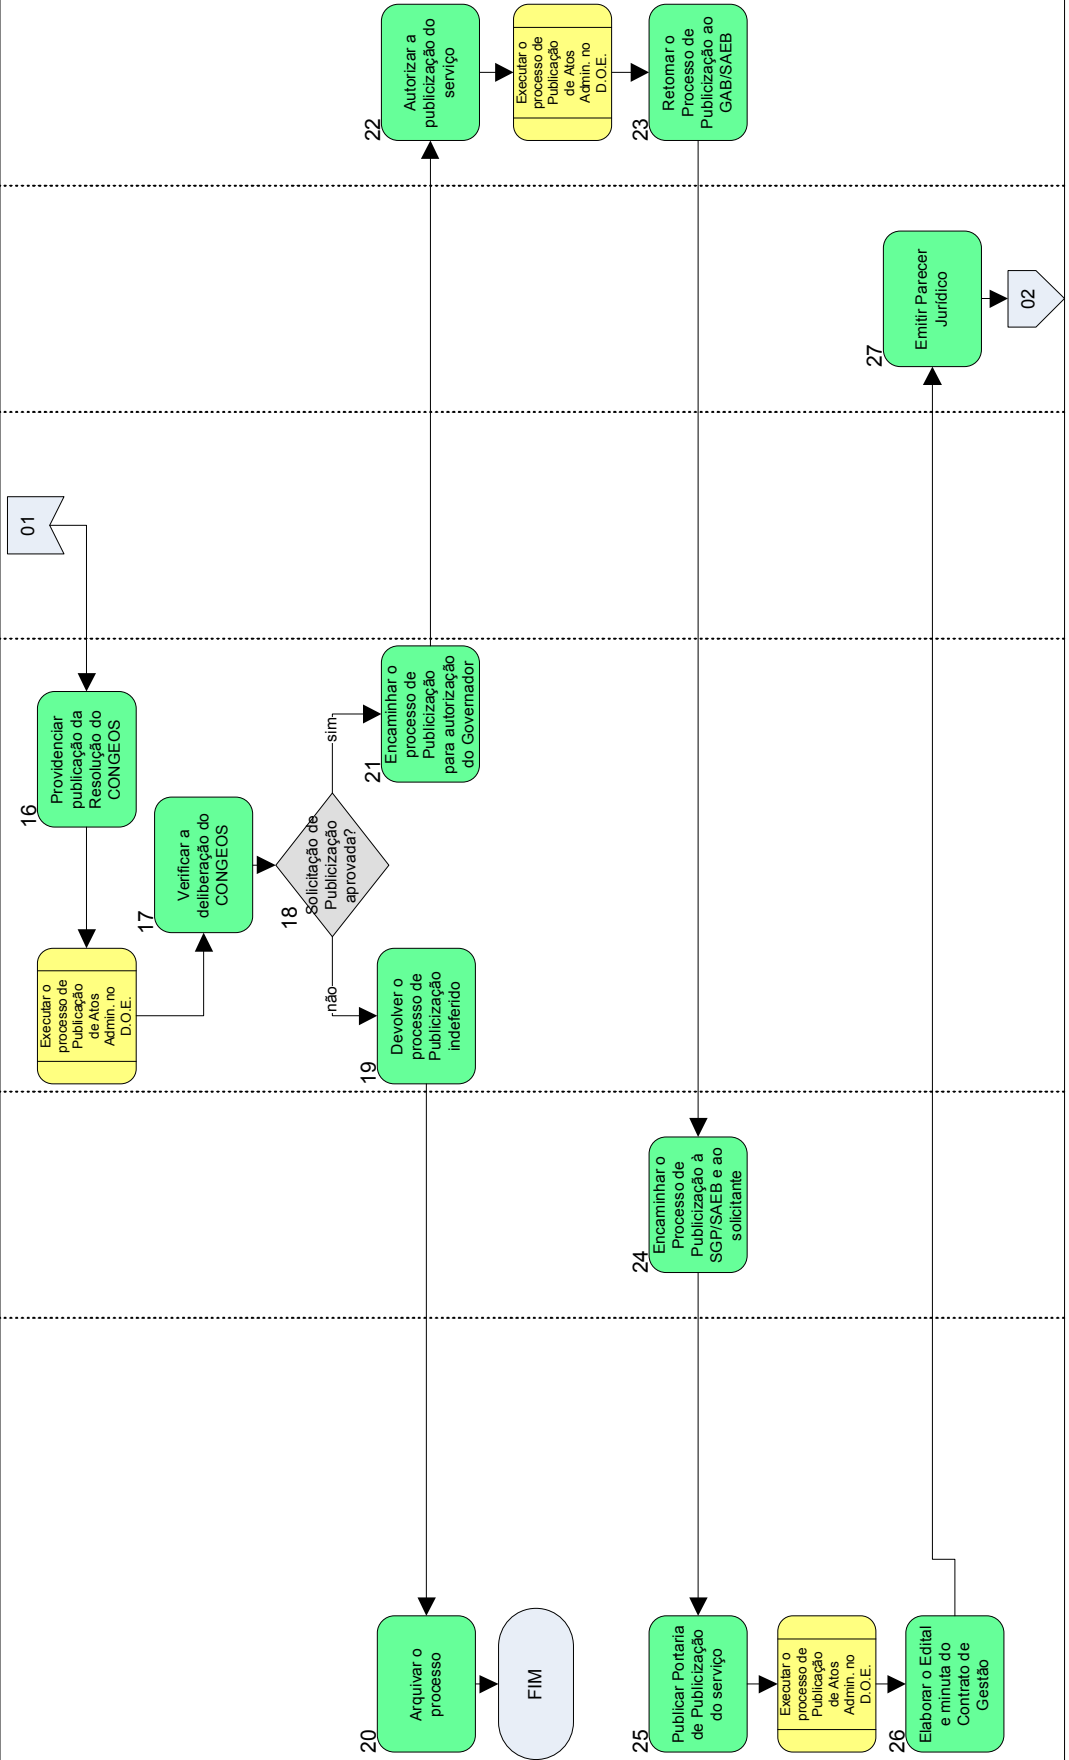 01
16
Providenciar
publicação da
Resolução do
CONGEOS
Executar o
processo de
Publicação
de Atos
Admin. no
D.O.E.
17
Verificar a
deliberação do
CONGEOS
18
Solicitação de
Publicização
aprovada?
não
sim
19
Devolver o
processo de
Publicização
indeferido
20
Arquivar o
processo
FIM
21
Encaminhar o
processo de
Publicização
para autorização
do Governador
22
Autorizar a
publicização do
serviço
Executar o
processo de
Publicação
de Atos
Admin. no
D.O.E.
23
Retomar o
Processo de
Publicização ao
GAB/SAEB
24
Encaminhar o
Processo de
Publicização à
SGP/SAEB e ao
solicitante
25
Publicar Portaria
de Publicização
do serviço
Executar o
processo de
Publicação
de Atos
Admin. no
D.O.E.
26
Elaborar o Edital
e minuta do
Contrato de
Gestão
27
Emitir Parecer
Jurídico
02